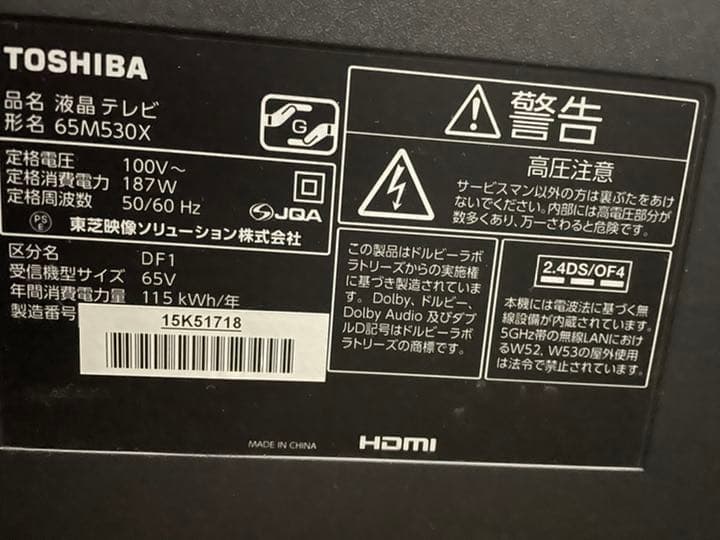 TOSHIBA
品名 液晶テレビ
形名 65M530X
G
定格電圧 100V～
定格消費電力 187W
定格周波数 50/60 Hz
JQA
PS
E
東芝映像ソリューション株式会社
区分名 DF1
受信機型サイズ 65V
年間消費電力量 115 kWh/年
製造番号
15K51718
警告
高圧注意
サービスマン以外の方は裏ぶたをあけ
ないでください。内部には高電圧部分が
数多くあり、万一さわると危険です。
この製品はドルビーラボ
ラトリーズからの実施権
に基づき製造されていま
す。Dolby、ドルビー、
Dolby Audio 及びダブ
ルD記号はドルビーラボ
ラトリーズの商標です。
2.4DS/OF4
本機には電波法に基づく無
線設備が内蔵されています。
5GHz帯の無線LANにおけ
るW52、W53の屋外使用
は法令で禁止されています。
MADE IN CHINA
HDMI